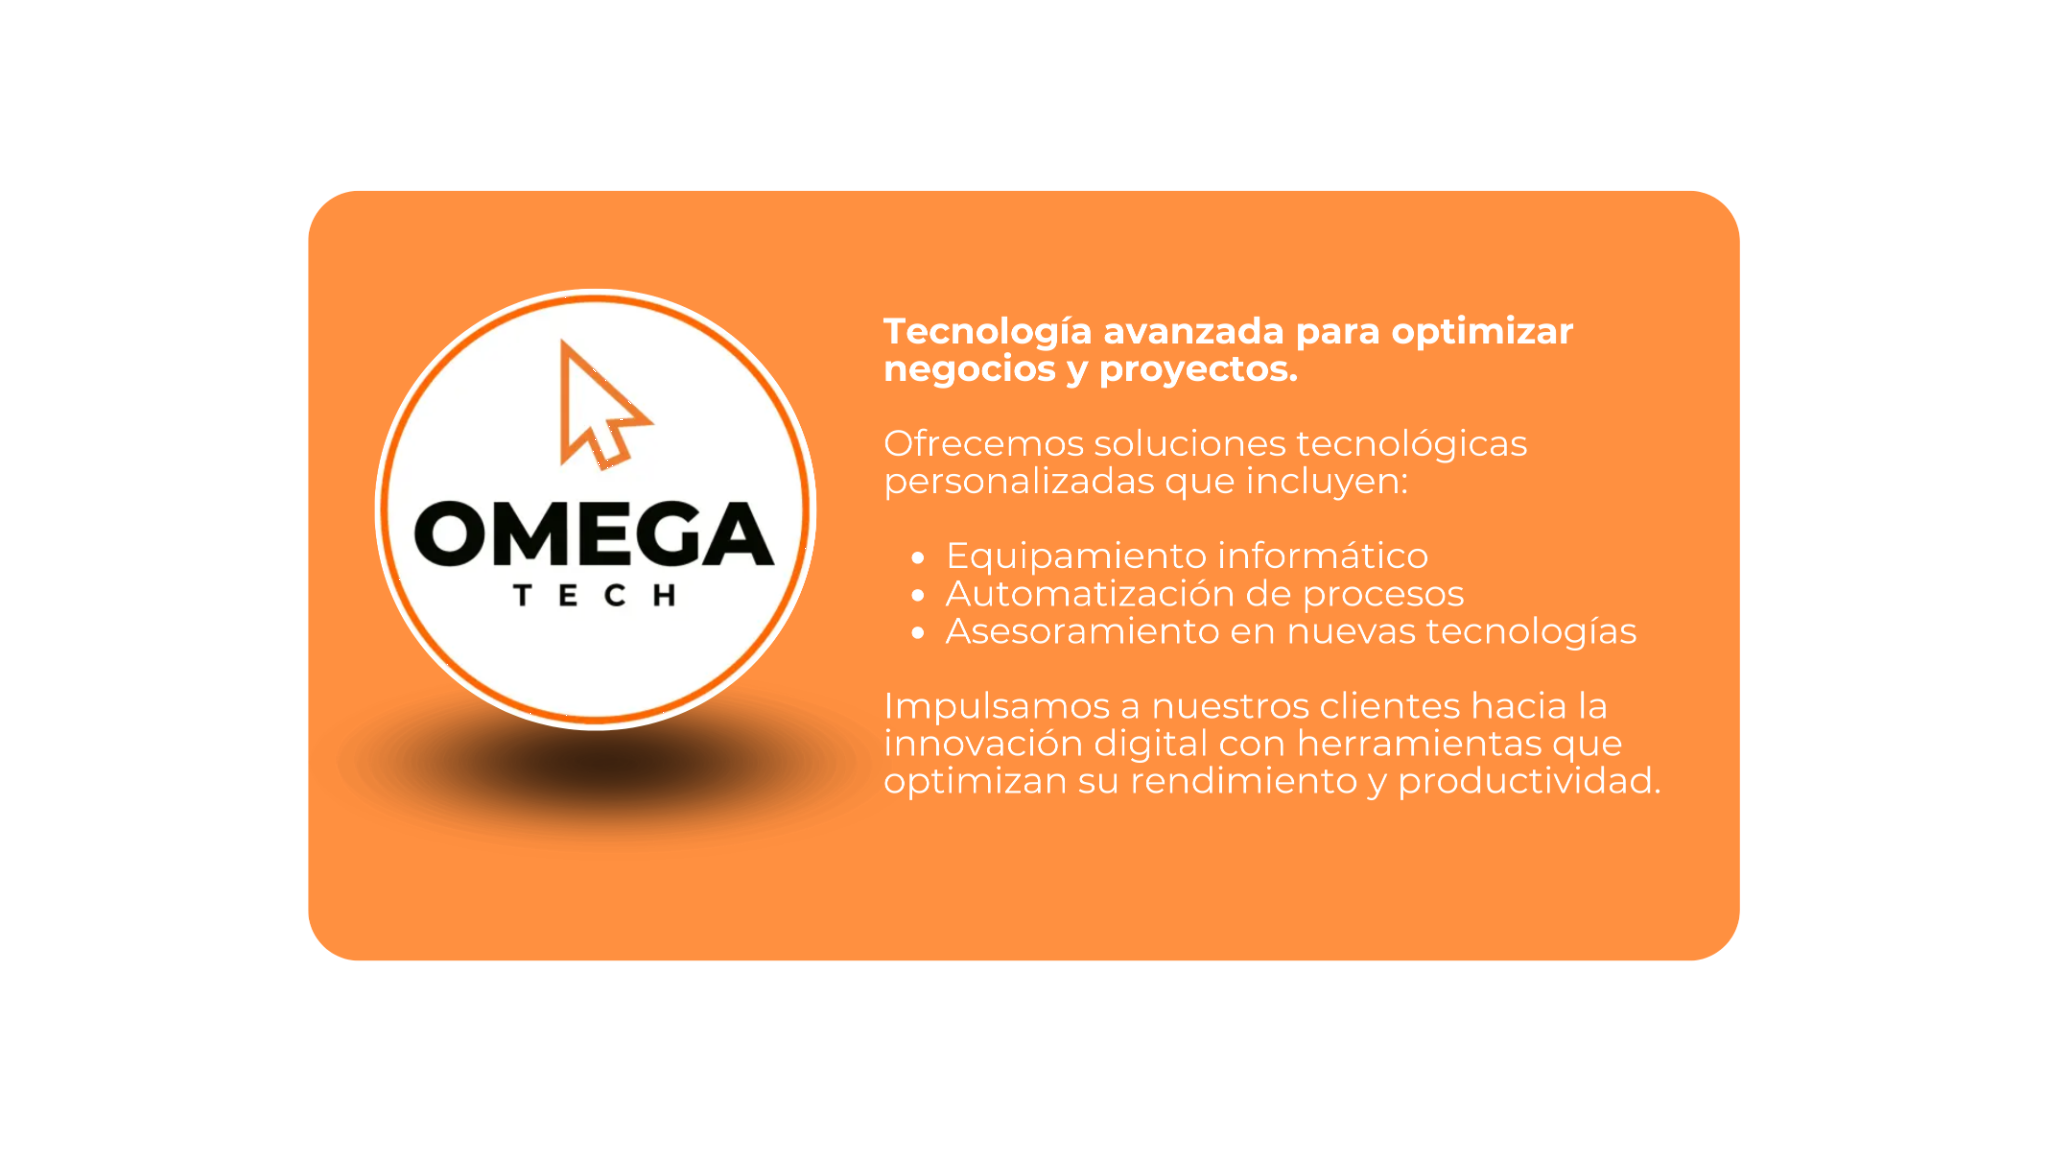 OMEGA
TECH
Tecnología avanzada para optimizar
negocios y proyectos.
Ofrecemos soluciones tecnológicas
personalizadas que incluyen:
• Equipamiento informático
• Automatización de procesos
• Asesoramiento en nuevas tecnologías
Impulsamos a nuestros clientes hacia la
innovación digital con herramientas que
optimizan su rendimiento y productividad.